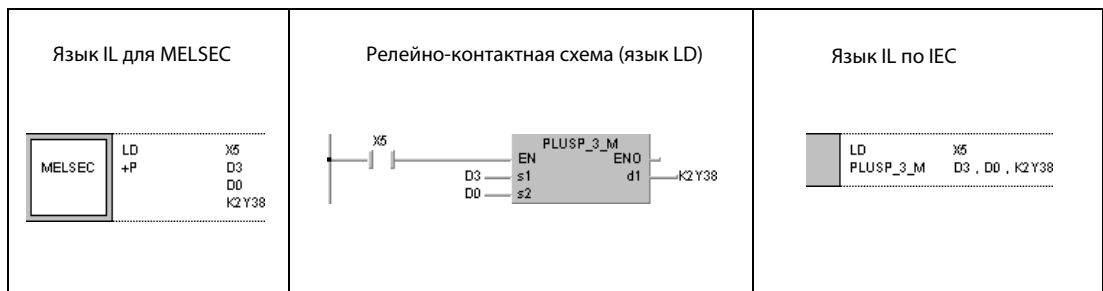 Язык IL для MELSEC
Релейно-контактная схема (язык LD)
Язык IL по IEC
MELSEC
LD X5
+P D3
D0
K2Y38
X5
PLUSP_3_M
EN ENO
D3 s1 d1 K2Y38
D0 s2
LD X5
PLUSP_3_M D3 , D0 , K2Y38